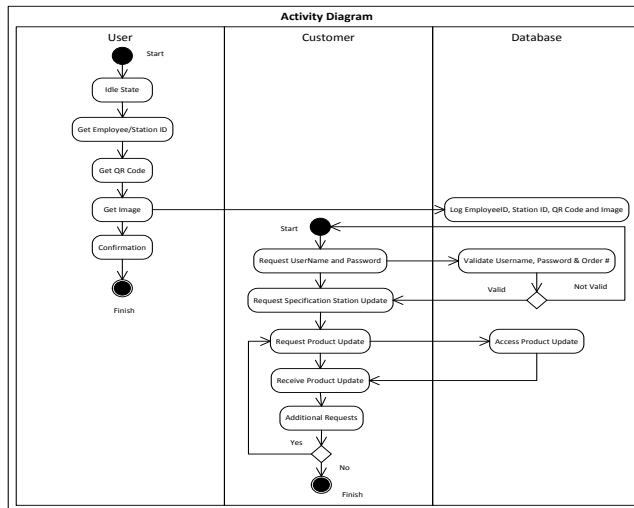 Activity Diagram
User
Customer
Database
Start
Idle State
Get Employee/Station ID
Get QR Code
Get Image
Log EmployeeID, Station ID, QR Code and Image
Confirmation
Finish
Start
Request UserName and Password
Validate Username, Password & Order #
Valid
Not Valid
Request Specification Station Update
Request Product Update
Access Product Update
Receive Product Update
Additional Requests
Yes
No
Finish